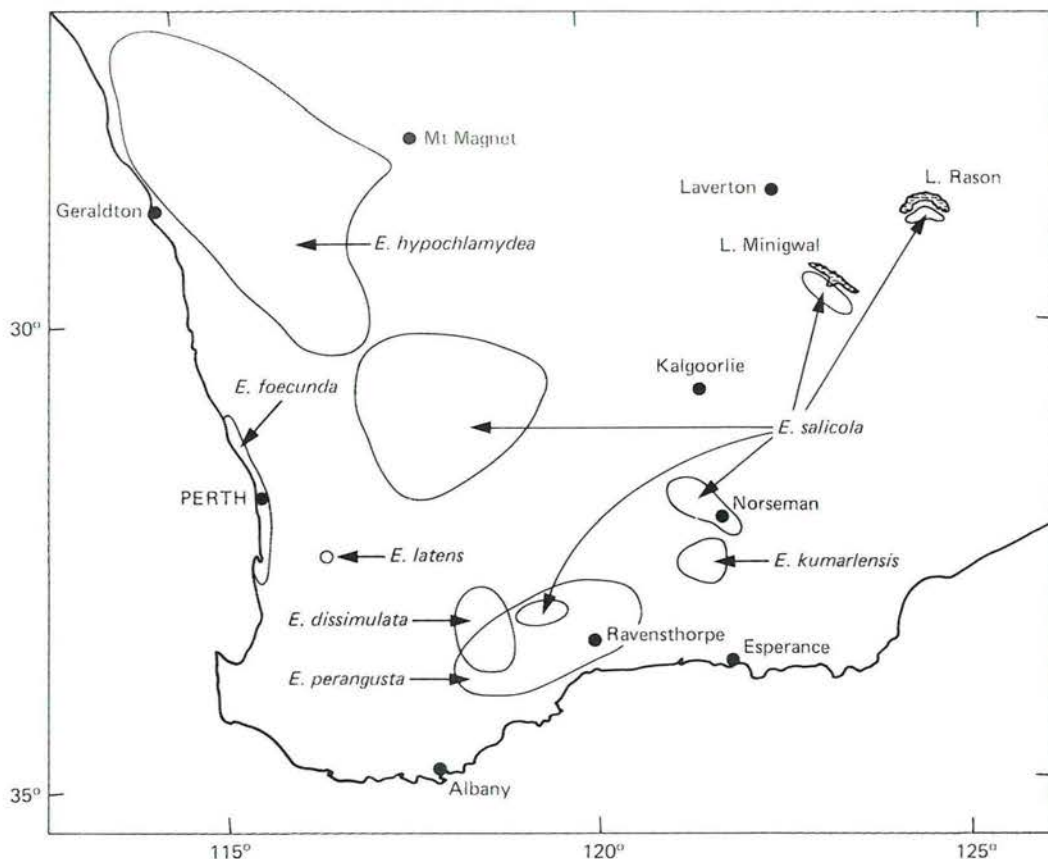 Mt Magnet
L. Rason
Laverton
Geraldton
E. hypochlamydea
L. Minigwal
30°
Kalgoorlie
E. foecunda
E. salicola
PERTH
Norseman
E. latens
E. kumarlensis
E. dissimulata
Ravensthorpe
Esperance
E. perangusta
Albany
35°
115°
120°
125°